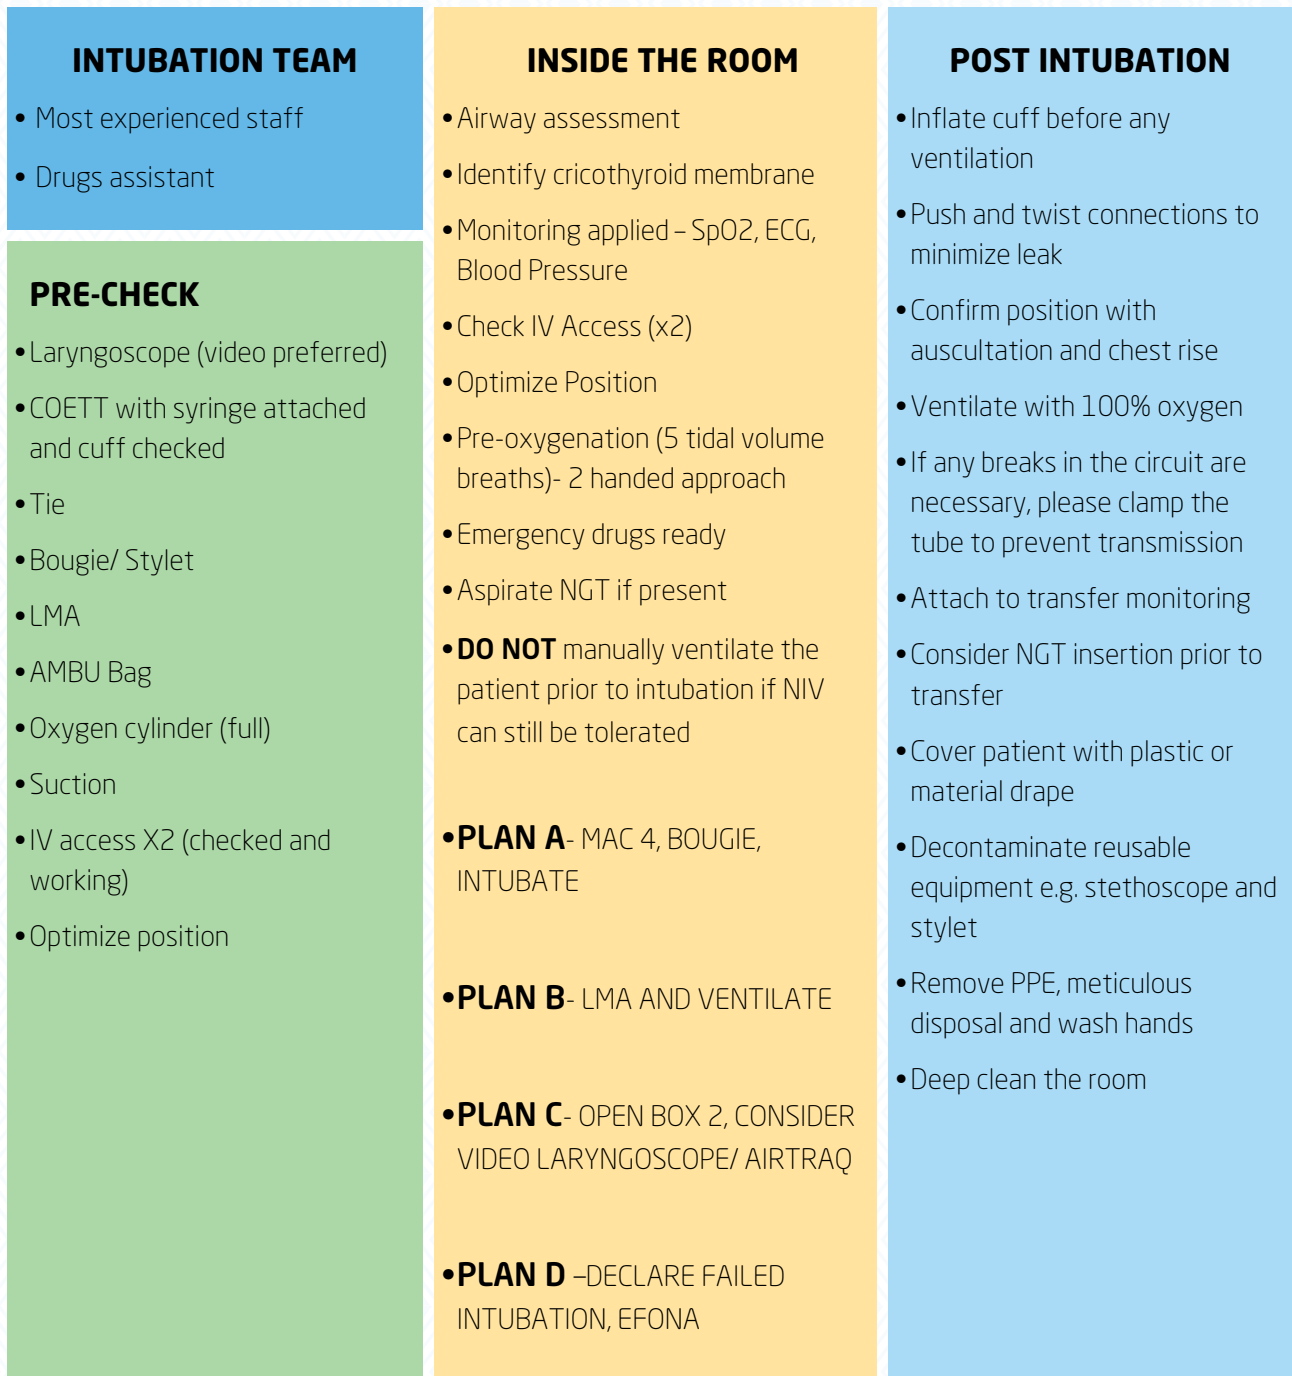 INTUBATION TEAM
• Most experienced staff
• Drugs assistant
PRE-CHECK
• Laryngoscope (video preferred)
• COETT with syringe attached
and cuff checked
• Tie
• Bougie/ Stylet
• LMA
• AMBU Bag
• Oxygen cylinder (full)
• Suction
• IV access X2 (checked and
working)
• Optimize position
INSIDE THE ROOM
• Airway assessment
• Identify cricothyroid membrane
• Monitoring applied – SpO2, ECG,
Blood Pressure
• Check IV Access (x2)
• Optimize Position
• Pre-oxygenation (5 tidal volume
breaths)- 2 handed approach
• Emergency drugs ready
• Aspirate NGT if present
• DO NOT manually ventilate the
patient prior to intubation if NIV
can still be tolerated
• PLAN A- MAC 4, BOUGIE,
INTUBATE
• PLAN B- LMA AND VENTILATE
• PLAN C- OPEN BOX 2, CONSIDER
VIDEO LARYNGOSCOPE/ AIRTRAQ
• PLAN D –DECLARE FAILED
INTUBATION, EFONA
POST INTUBATION
• Inflate cuff before any
ventilation
• Push and twist connections to
minimize leak
• Confirm position with
auscultation and chest rise
• Ventilate with 100% oxygen
• If any breaks in the circuit are
necessary, please clamp the
tube to prevent transmission
• Attach to transfer monitoring
• Consider NGT insertion prior to
transfer
• Cover patient with plastic or
material drape
• Decontaminate reusable
equipment e.g. stethoscope and
stylet
• Remove PPE, meticulous
disposal and wash hands
• Deep clean the room